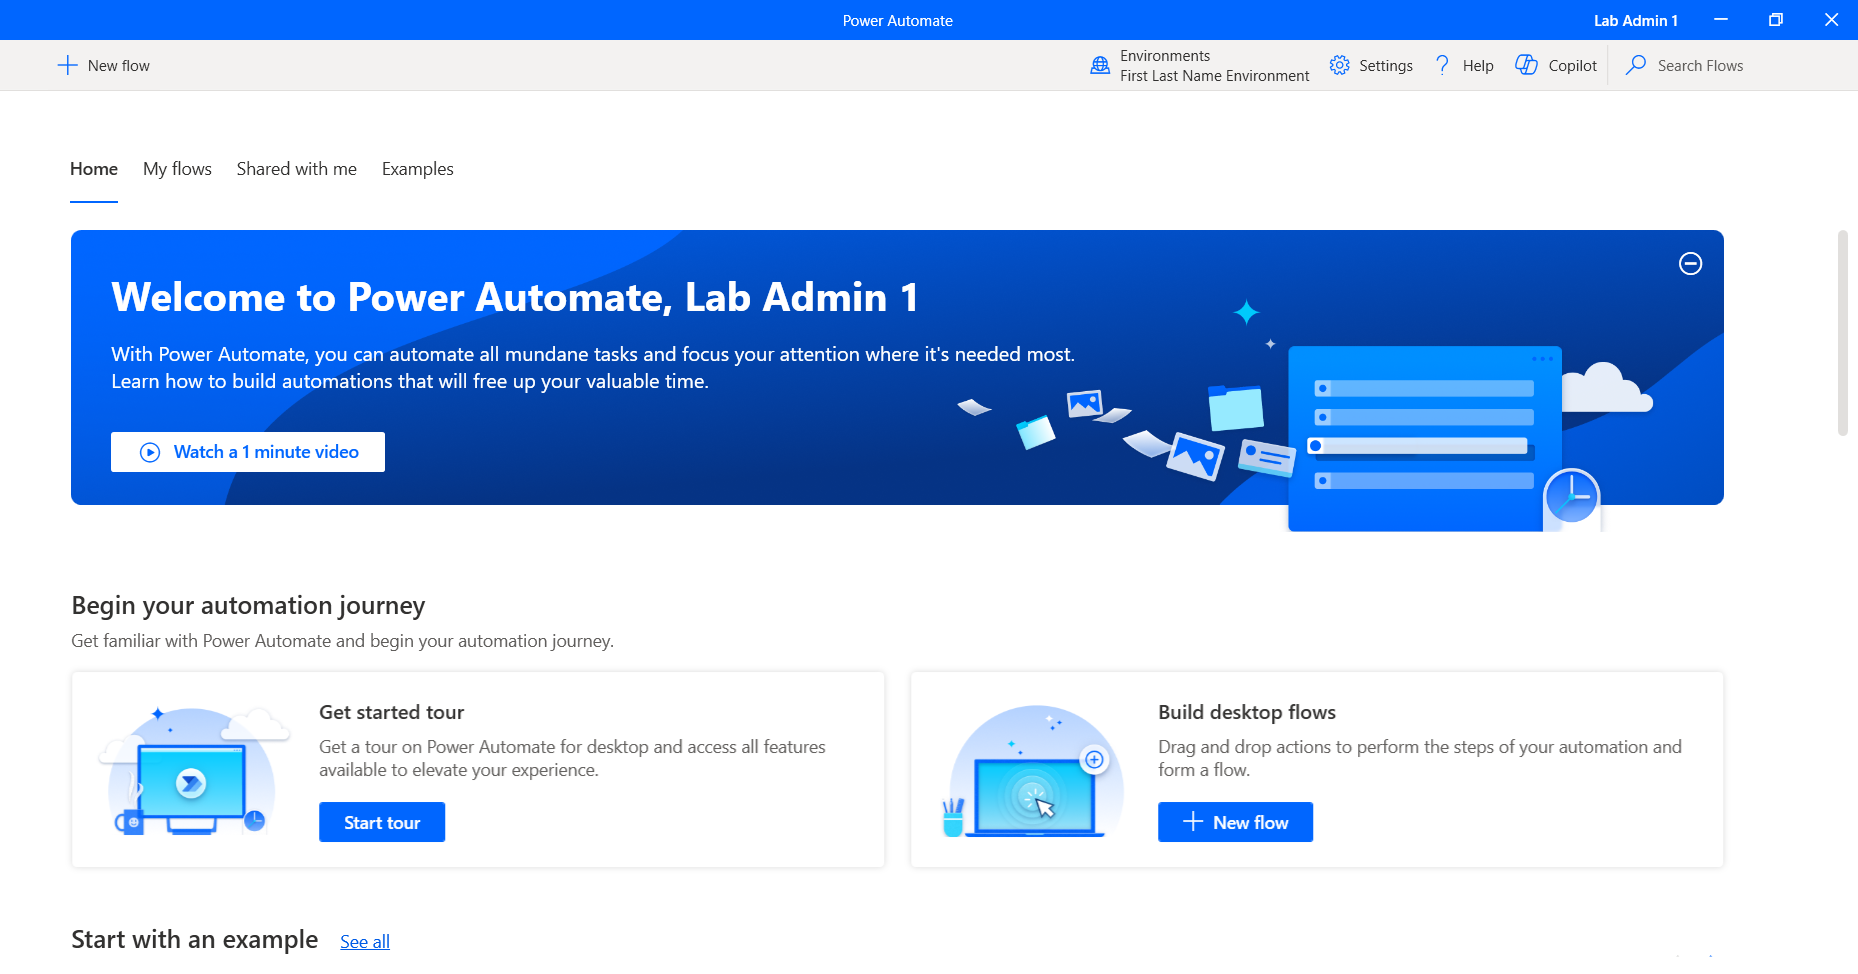 Power Automate
Lab Admin 1
New flow
Environments
First Last Name Environment
Settings
Help
Copilot
Search Flows
Home
My flows
Shared with me
Examples
Welcome to Power Automate, Lab Admin 1
With Power Automate, you can automate all mundane tasks and focus your attention where it's needed most.
Learn how to build automations that will free up your valuable time.
Watch a 1 minute video
Begin your automation journey
Get familiar with Power Automate and begin your automation journey.
Get started tour
Get a tour on Power Automate for desktop and access all features
available to elevate your experience.
Start tour
Build desktop flows
Drag and drop actions to perform the steps of your automation and
form a flow.
New flow
Start with an example
See all